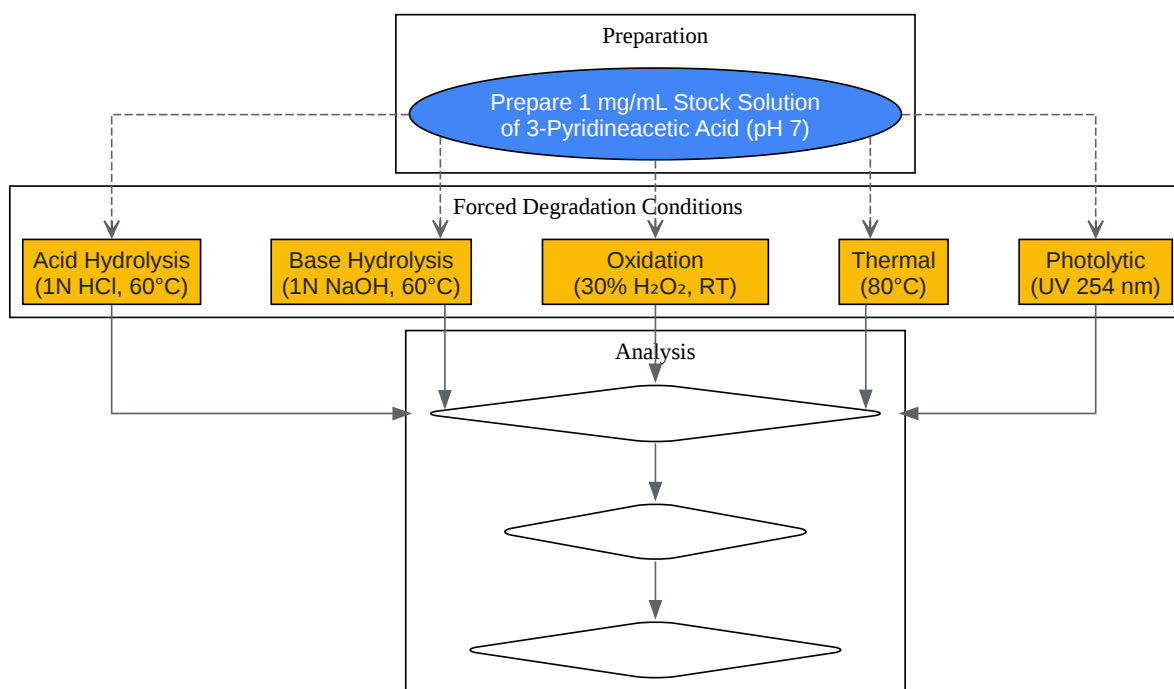 Preparation
Prepare 1 mg/mL Stock Solution
of 3-Pyridineacetic Acid (pH 7)
Forced Degradation Conditions
Acid Hydrolysis
(1N HCl, 60°C)
Base Hydrolysis
(1N NaOH, 60°C)
Oxidation
(30% H₂O₂, RT)
Thermal
(80°C)
Photolytic
(UV 254 nm)
Analysis